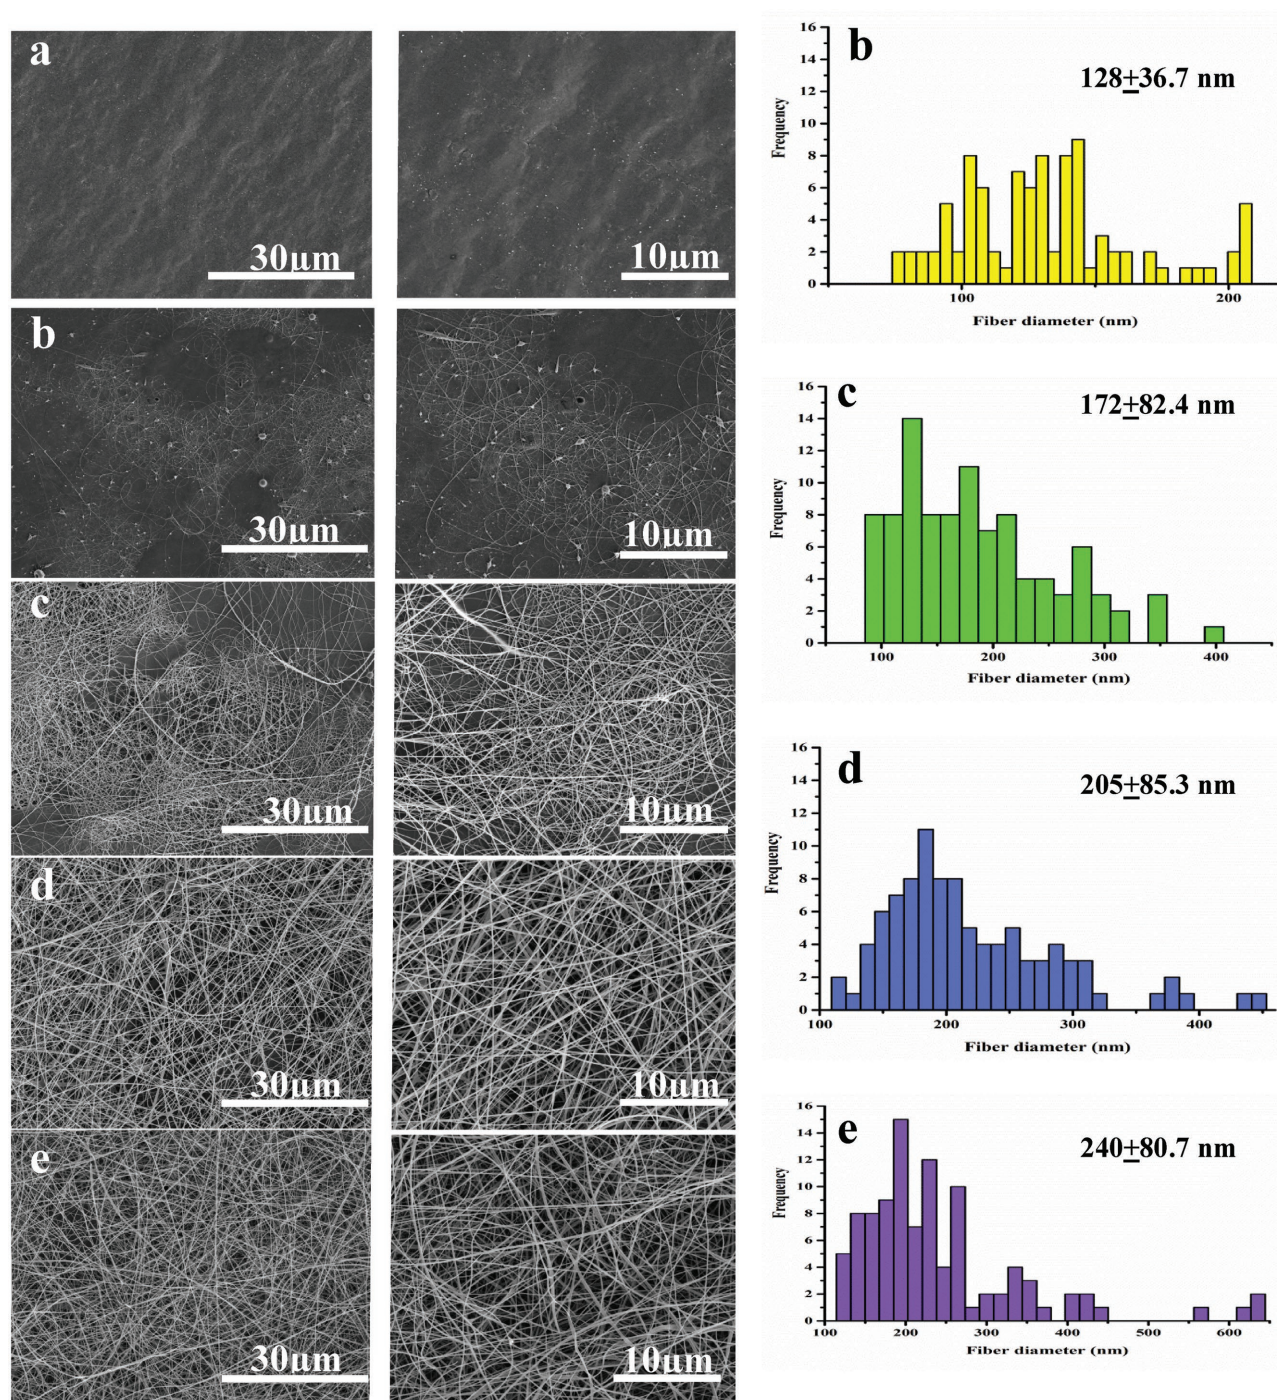 a
30μm
10μm
b
30μm
10μm
c
30μm
10μm
d
30μm
10μm
e
30μm
10μm
b
128±36.7 nm
Frequency
16
14
12
10
8
6
4
2
0
100 200
Fiber diameter (nm)
c
172±82.4 nm
Frequency
16
14
12
10
8
6
4
2
0
100 200 300 400
Fiber diameter (nm)
d
205±85.3 nm
Frequency
16
14
12
10
8
6
4
2
0
100 200 300 400
Fiber diameter (nm)
e
240±80.7 nm
Frequency
16
14
12
10
8
6
4
2
0
100 200 300 400 500 600
Fiber diameter (nm)